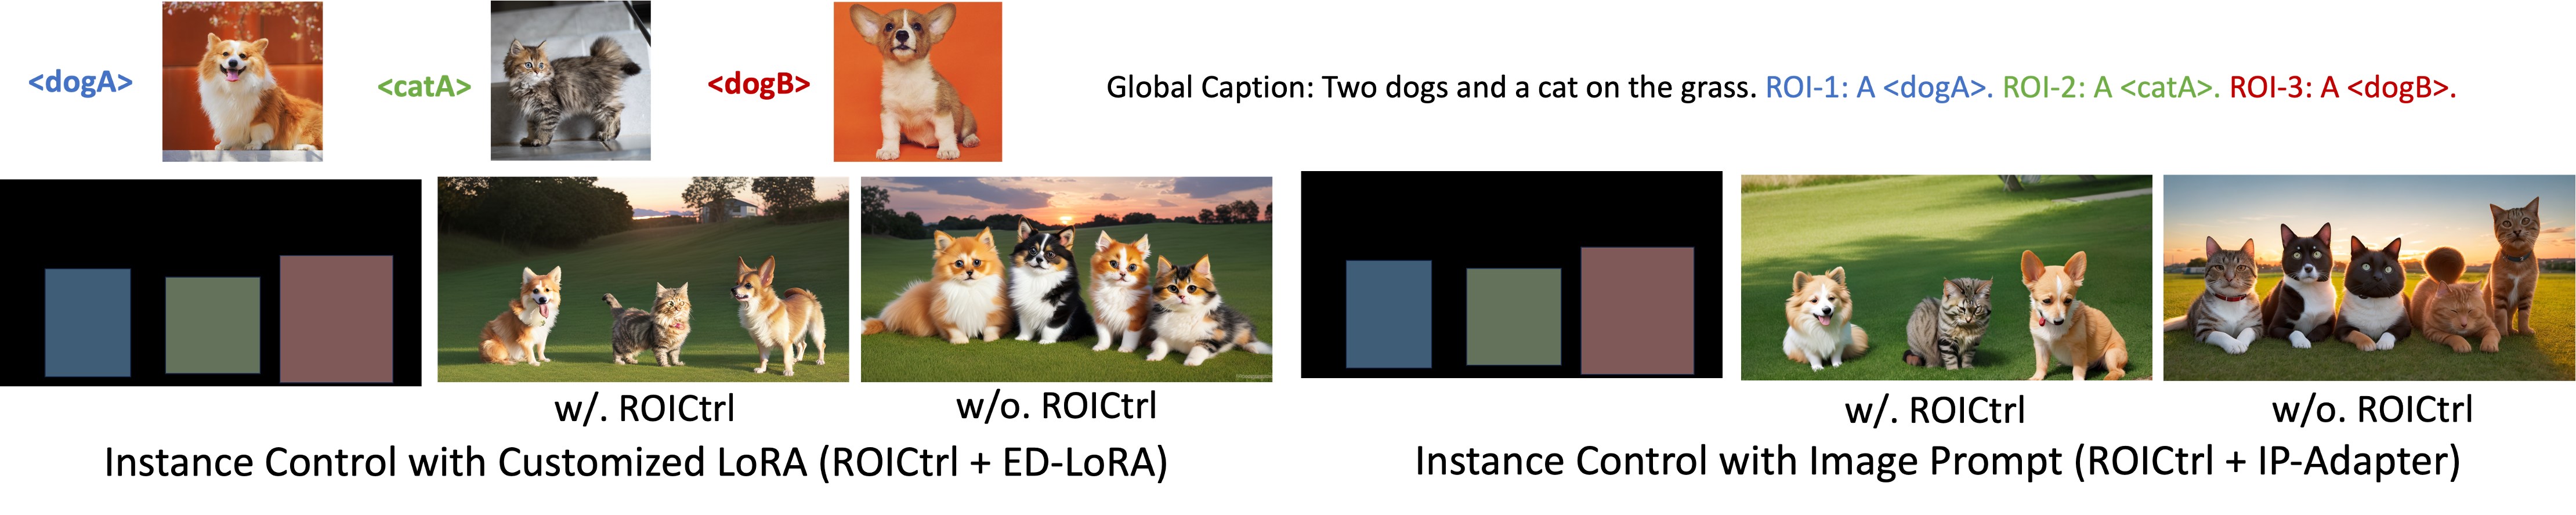 <dogA>
<catA>
<dogB>
Global Caption: Two dogs and a cat on the grass. ROI-1: A <dogA>. ROI-2: A <catA>. ROI-3: A <dogB>.
w/. ROICtrl
w/o. ROICtrl
Instance Control with Customized LoRA (ROICtrl + ED-LoRA)
w/. ROICtrl
w/o. ROICtrl
Instance Control with Image Prompt (ROICtrl + IP-Adapter)